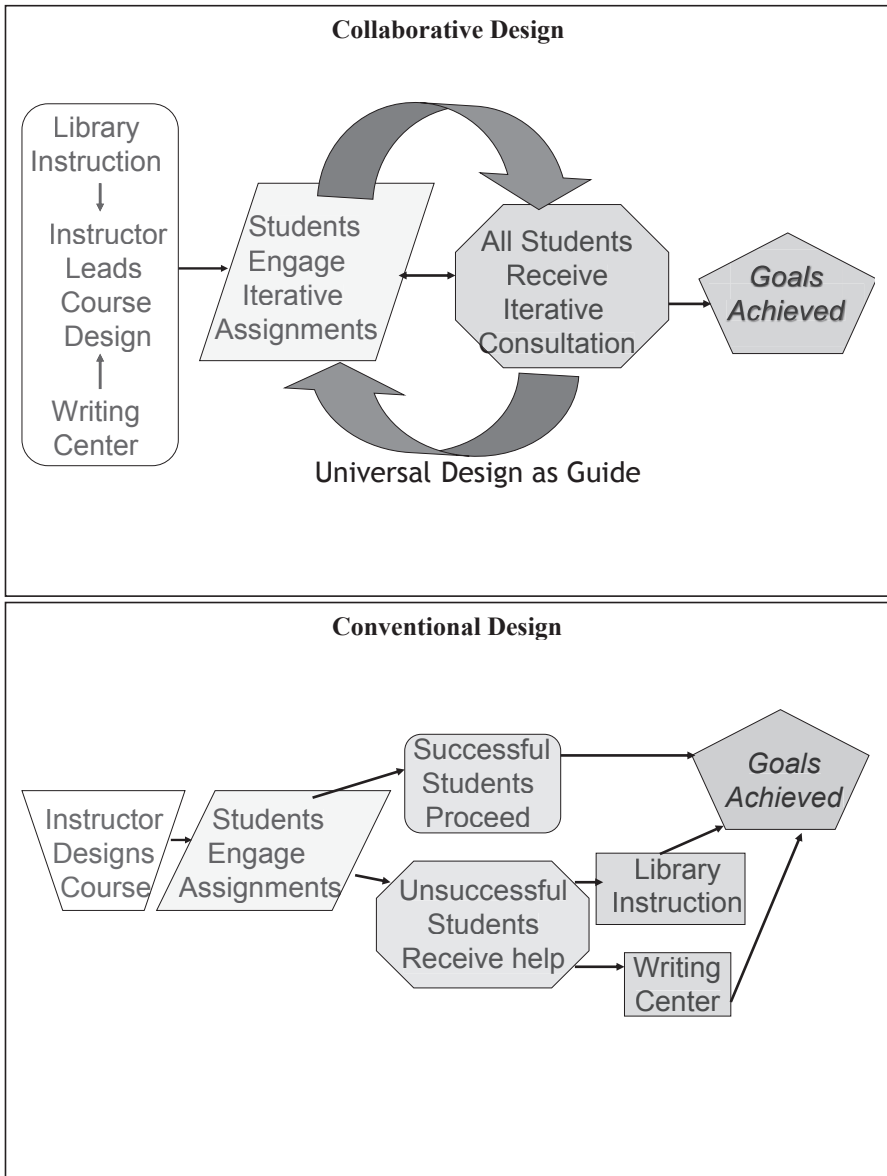 Collaborative Design
Library
Instruction
Instructor
Leads
Course
Design
Writing
Center
Students
Engage
Iterative
Assignments
All Students
Receive
Iterative
Consultation
Goals
Achieved
Universal Design as Guide
Conventional Design
Instructor
Designs
Course
Students
Engage
Assignments
Successful
Students
Proceed
Unsuccessful
Students
Receive help
Library
Instruction
Writing
Center
Goals
Achieved